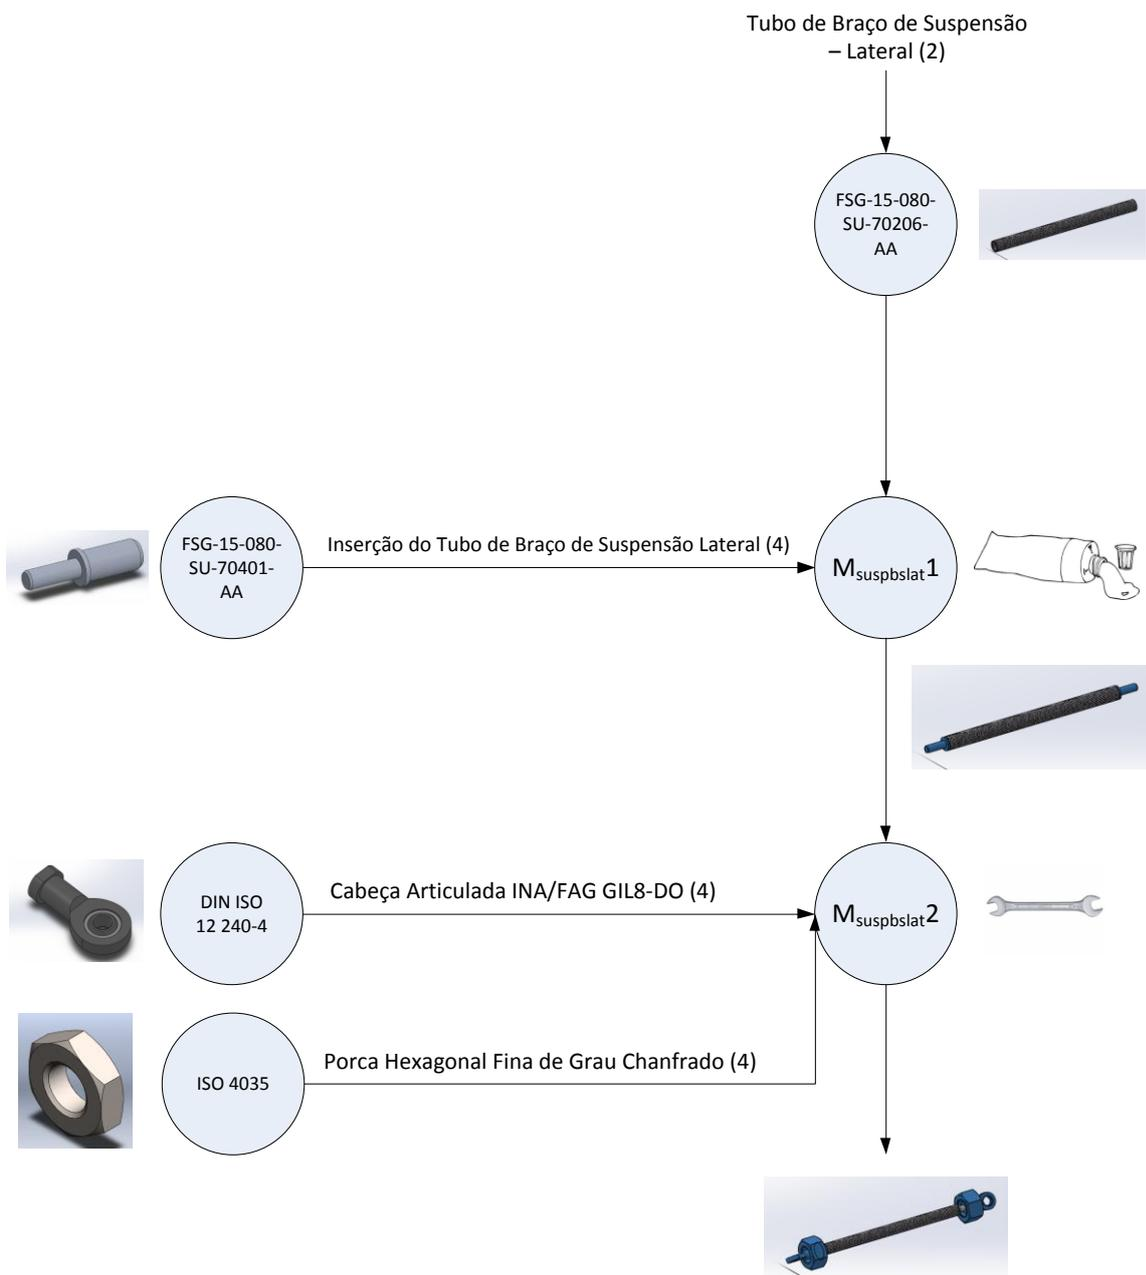 Tubo de Braço de Suspensão
– Lateral (2)
FSG-15-080-
SU-70206-
AA
FSG-15-080-
SU-70401-
AA
Inserção do Tubo de Braço de Suspensão Lateral (4)
Msuspbslat1
DIN ISO
12 240-4
Cabeça Articulada INA/FAG GIL8-DO (4)
Msuspbslat2
ISO 4035
Porca Hexagonal Fina de Grau Chanfrado (4)